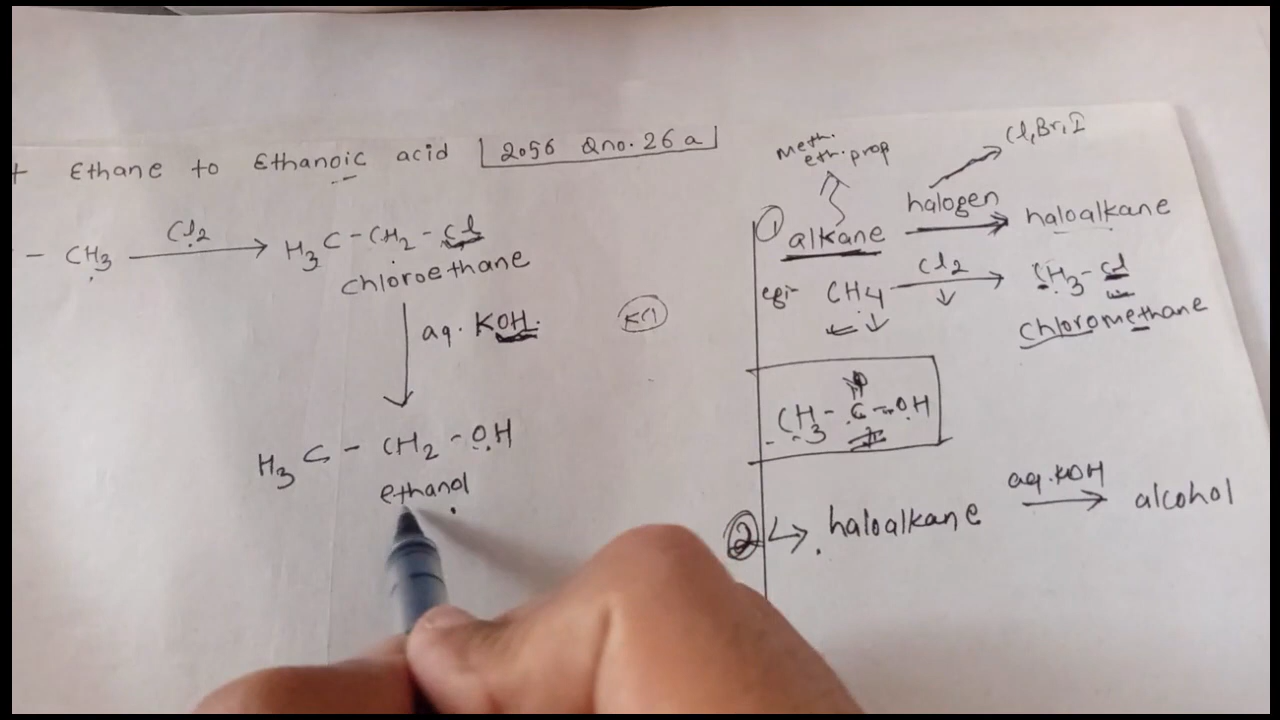 + Ethane to Ethanoic acid 2056 Qno. 26 a
- CH3 Cl2 → H3C - CH2 - Cl
chloroethane
aq. KOH.
KCl
H3C - CH2 - OH
ethanol
meth.
eth. prop
Cl, Br, I
① alkane halogen → haloalkane
eg:- CH4 Cl2 → CH3 - Cl
chloromethane
CH3 - C - OH
② ↳ haloalkane aq. KOH → alcohol